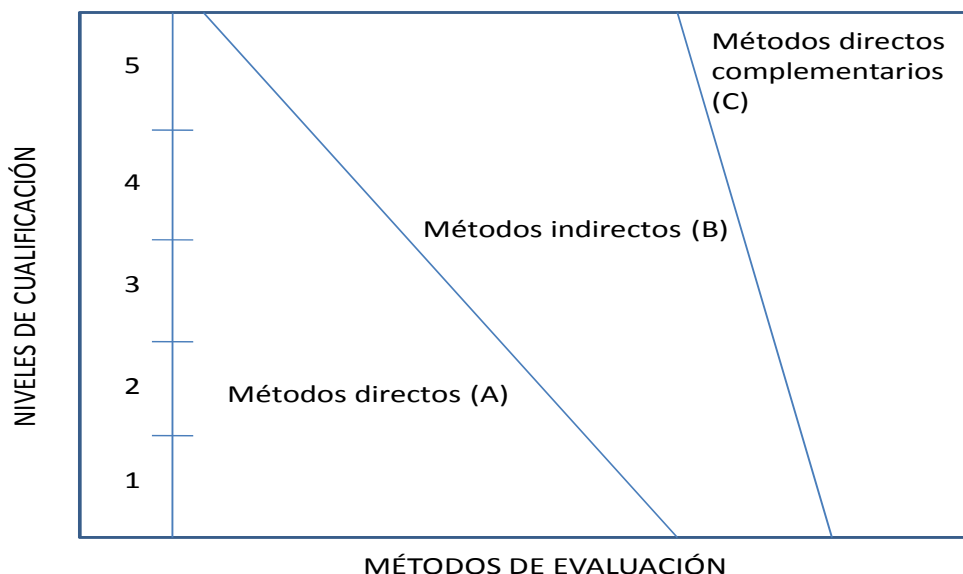 NIVELES DE CUALIFICACIÓN
5
4
3
2
1
Métodos directos (A)
Métodos indirectos (B)
Métodos directos
complementarios
(C)
MÉTODOS DE EVALUACIÓN